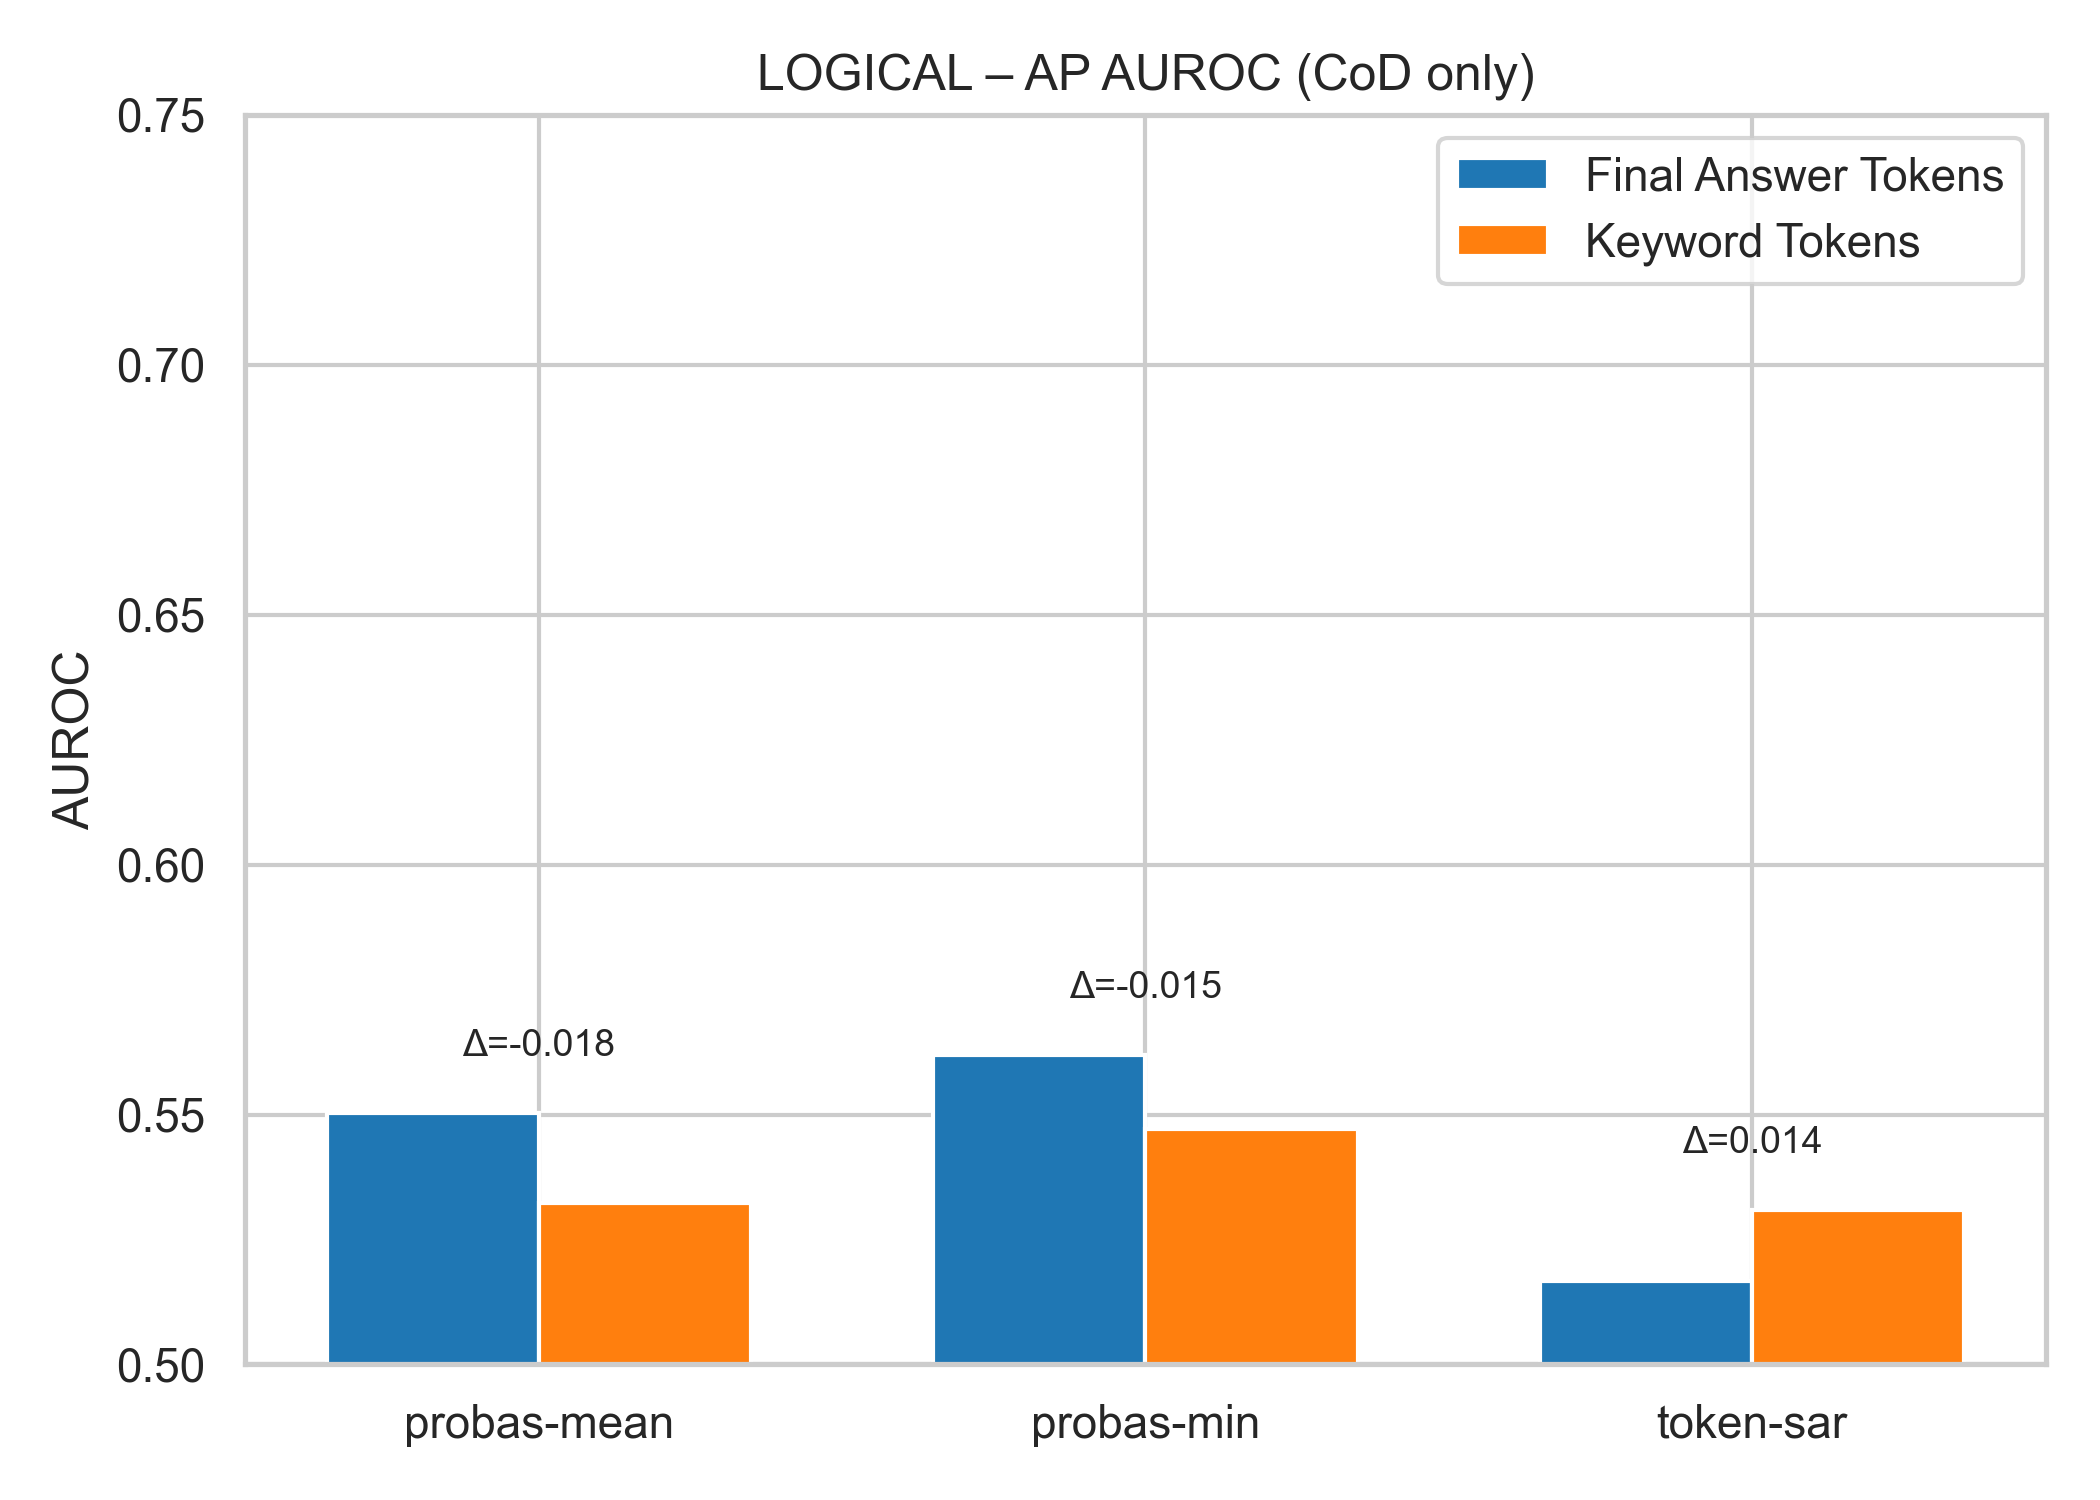 LOGICAL – AP AUROC (CoD only)
0.75
0.70
0.65
0.60
0.55
0.50
AUROC
Final Answer Tokens
Keyword Tokens
Δ=-0.018
Δ=-0.015
Δ=0.014
probas-mean
probas-min
token-sar